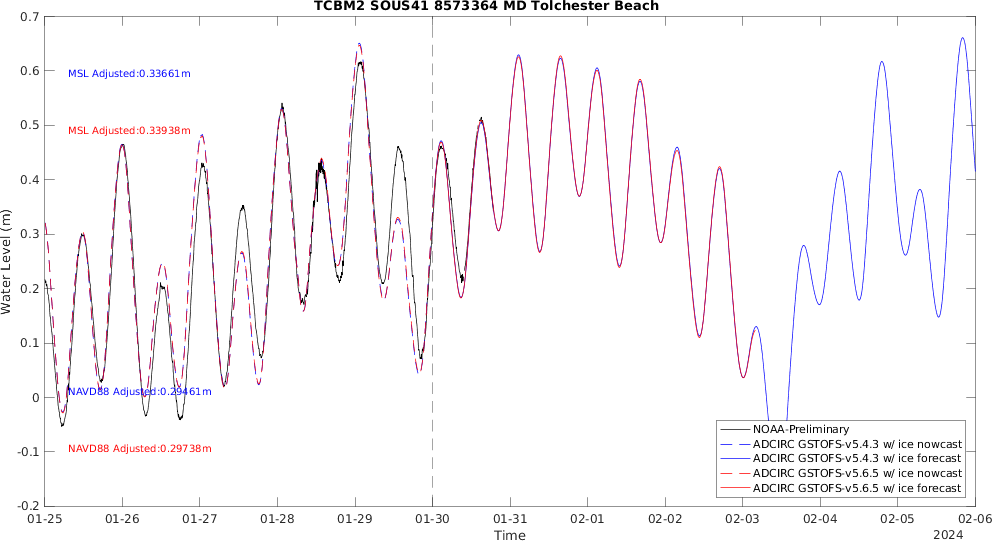 TCBM2 SOUS41 8573364 MD Tolchester Beach
0.7
0.6
0.5
0.4
0.3
0.2
0.1
0
-0.1
-0.2
Water Level (m)
MSL Adjusted:0.33661m
MSL Adjusted:0.33938m
NAVD88 Adjusted:0.29461m
NAVD88 Adjusted:0.29738m
NOAA-Preliminary
ADCIRC GSTOFS-v5.4.3 w/ ice nowcast
ADCIRC GSTOFS-v5.4.3 w/ ice forecast
ADCIRC GSTOFS-v5.6.5 w/ ice nowcast
ADCIRC GSTOFS-v5.6.5 w/ ice forecast
01-25 01-26 01-27 01-28 01-29 01-30 01-31 02-01 02-02 02-03 02-04 02-05 02-06
Time
2024